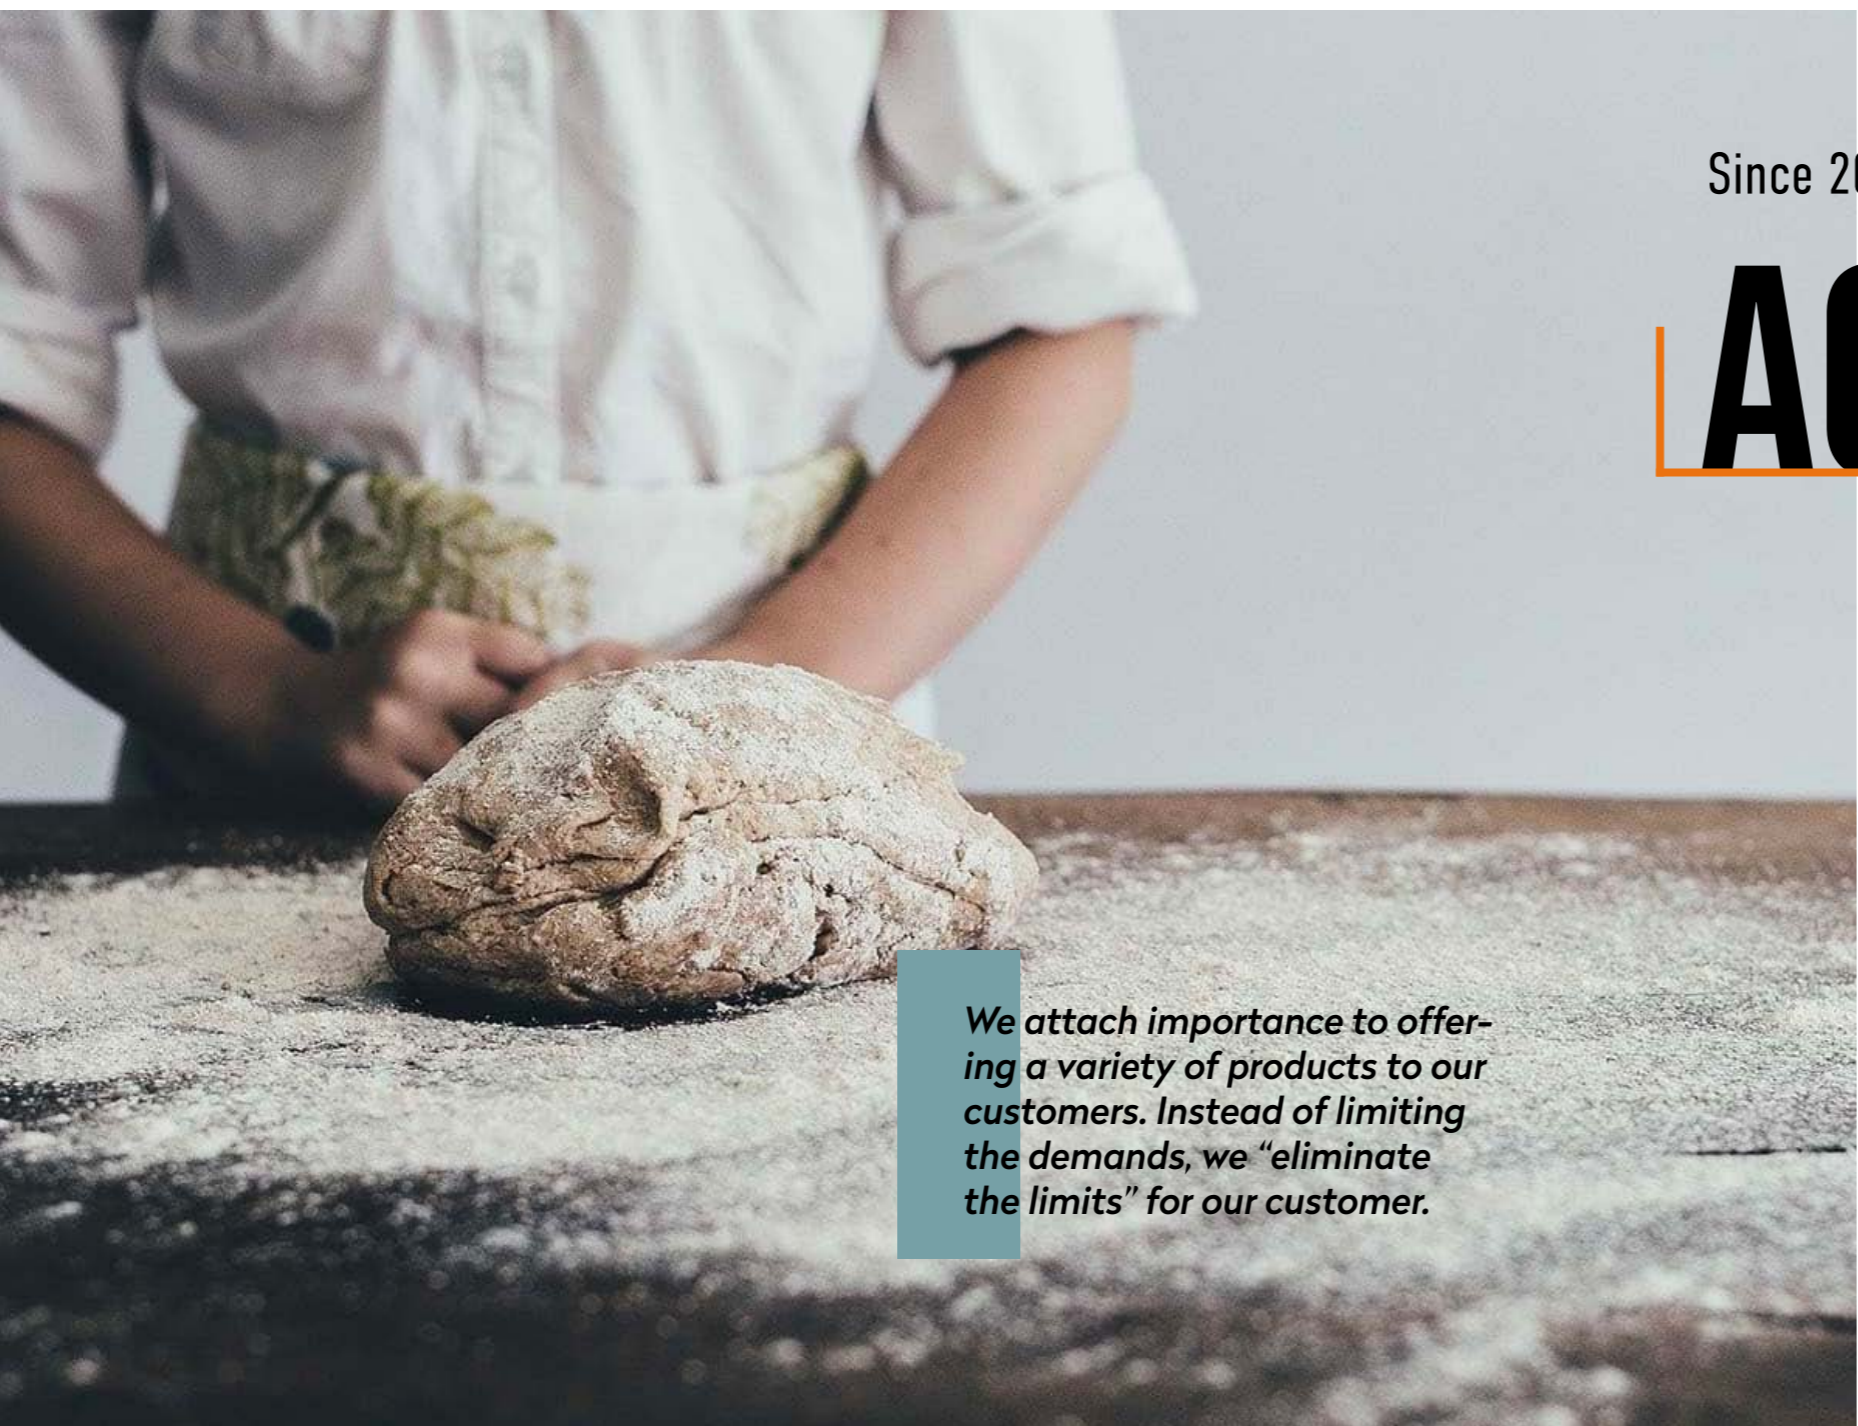 Since
We attach importance to offer-
ing a variety of products to our
customers. Instead of limiting
the demands, we “eliminate
the limits” for our customer.